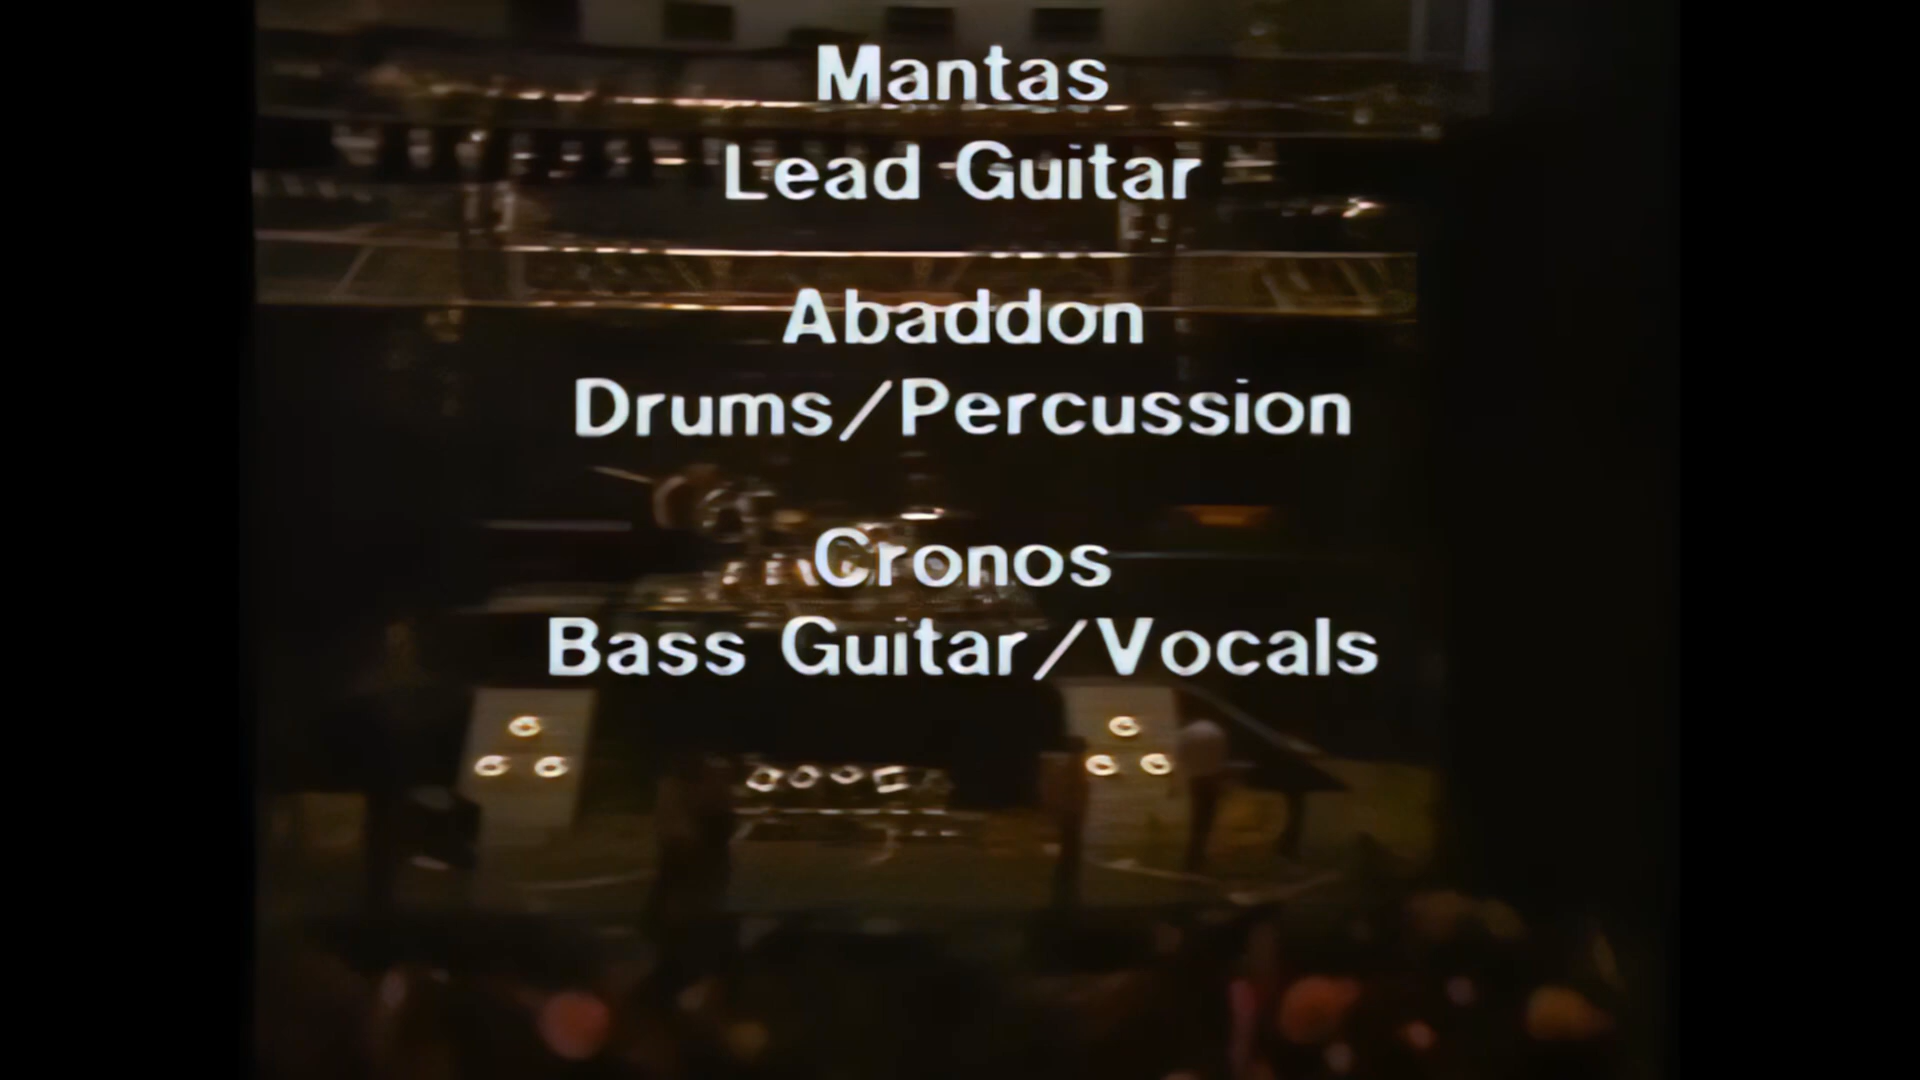 Mantas
Lead Guitar
Abaddon
Drums/Percussion
Cronos
Bass Guitar/Vocals